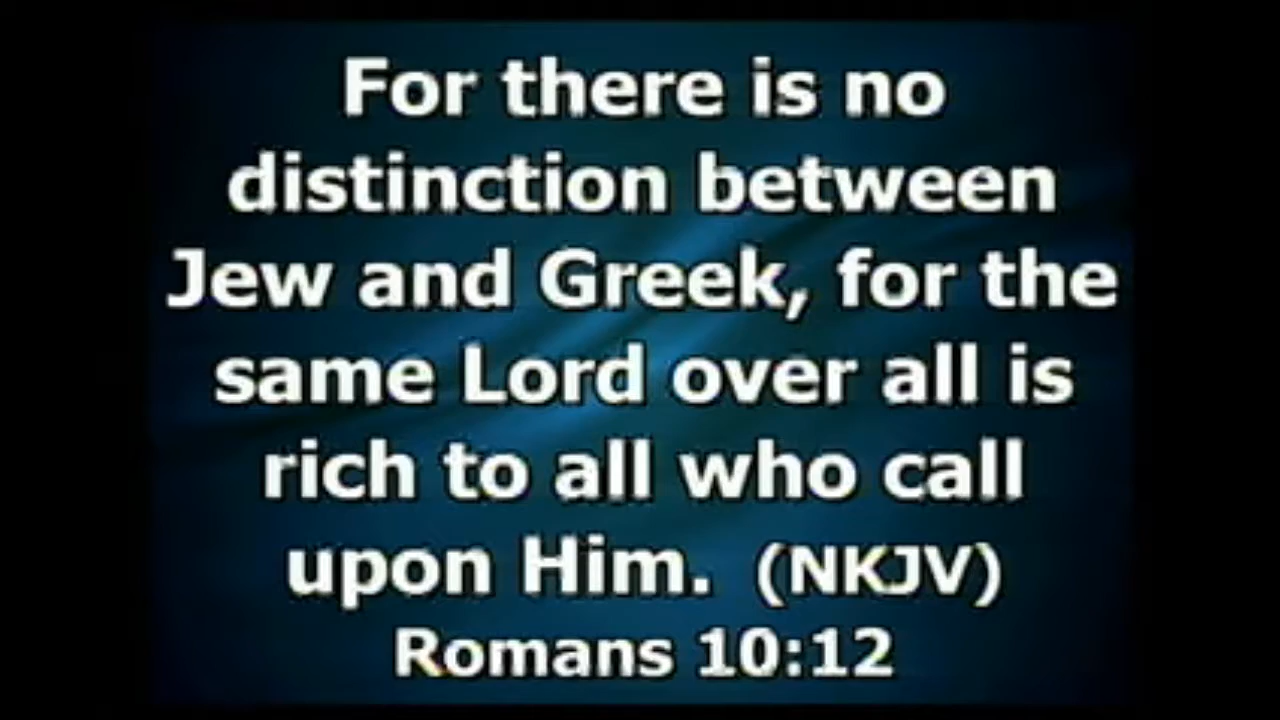 For there is no
distinction between
Jew and Greek, for the
same Lord over all is
rich to all who call
upon Him. (NKJV)
Romans 10:12